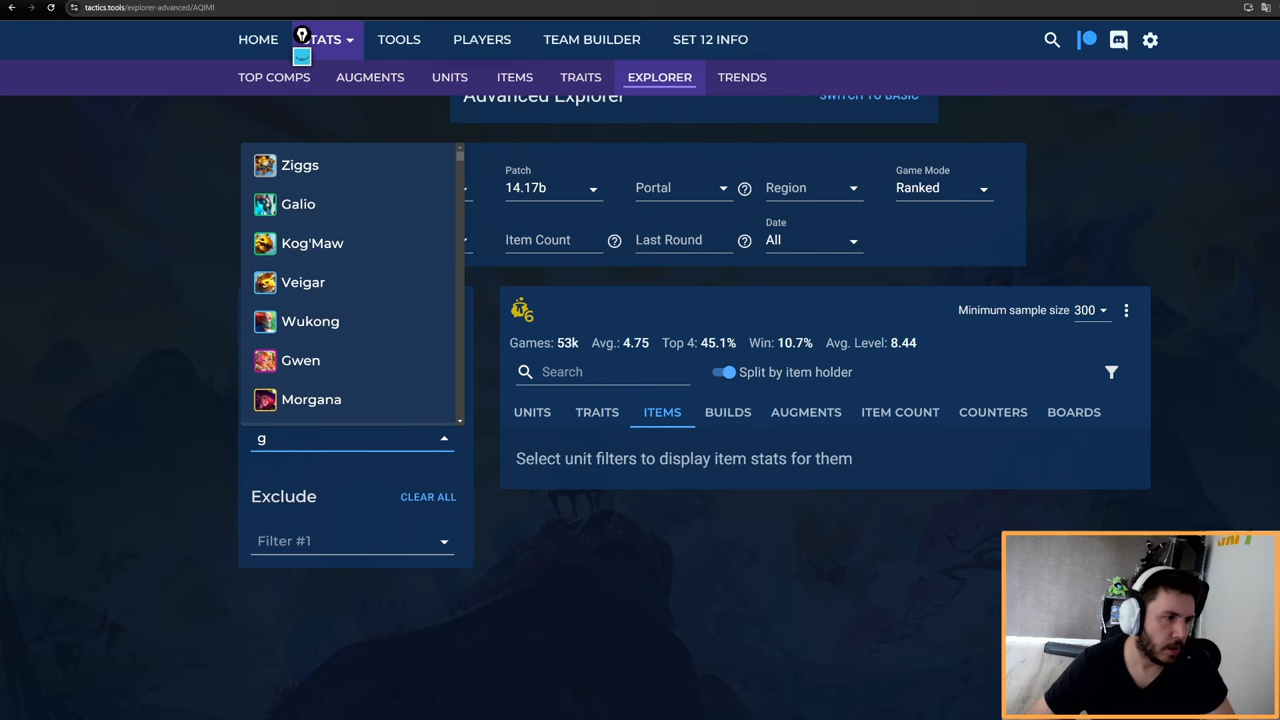 tactics.tools/explorer-advanced/AQIMI
HOME
STATS
TOOLS
PLAYERS
TEAM BUILDER
SET 12 INFO
TOP COMPS
AUGMENTS
UNITS
ITEMS
TRAITS
EXPLORER
TRENDS
Advanced Explorer
SWITCH TO BASIC
Patch
14.17b
Portal
Region
Game Mode
Ranked
Item Count
Last Round
Date
All
Ziggs
Galio
Kog'Maw
Veigar
Wukong
Gwen
Morgana
g
Exclude
CLEAR ALL
Filter #1
6
Minimum sample size 300
Games: 53k Avg.: 4.75 Top 4: 45.1% Win: 10.7% Avg. Level: 8.44
Search
Split by item holder
UNITS
TRAITS
ITEMS
BUILDS
AUGMENTS
ITEM COUNT
COUNTERS
BOARDS
Select unit filters to display item stats for them